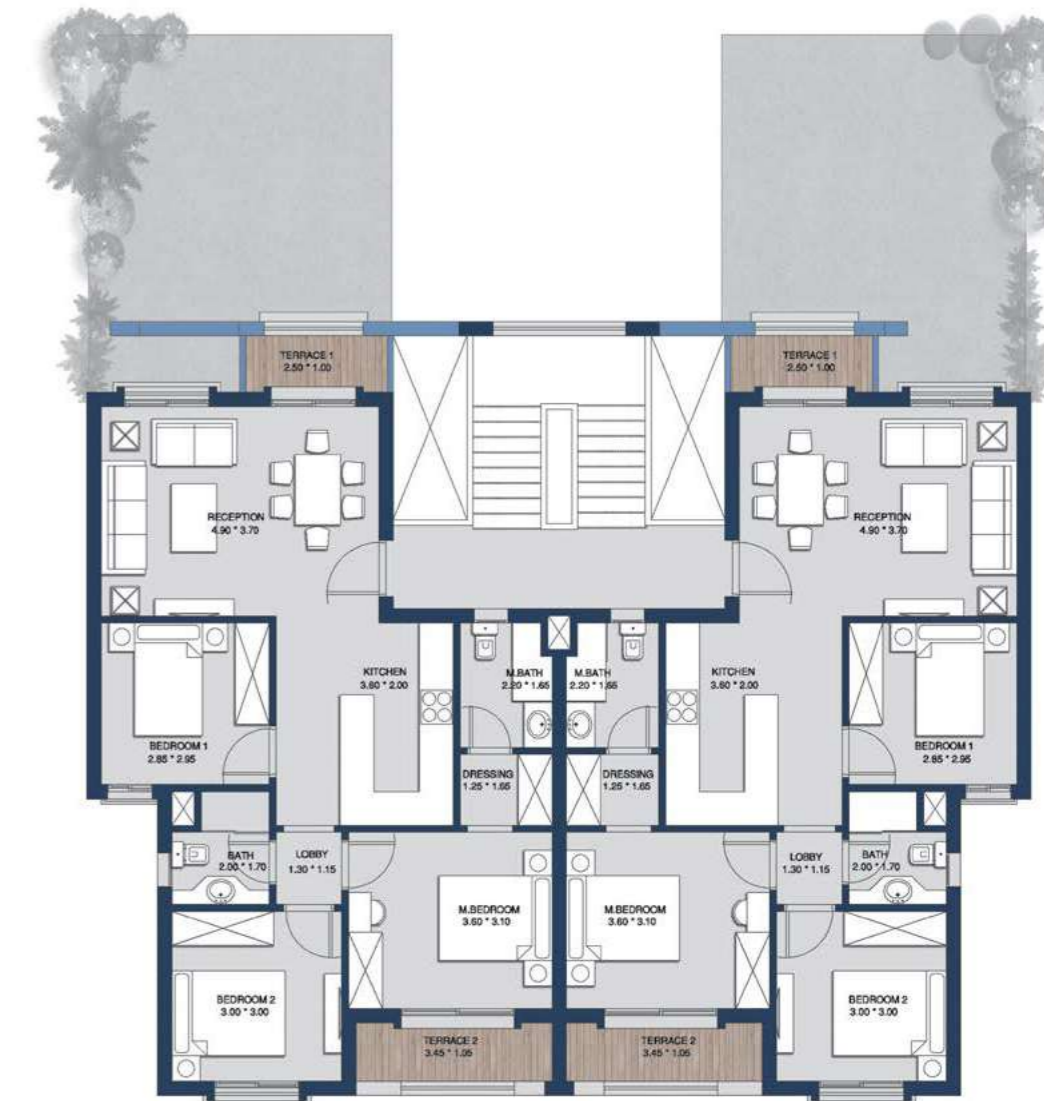 TERRACE 1
2.50 * 1.00
TERRACE 1
2.50 * 1.00
RECEPTION
4.90 * 3.70
RECEPTION
4.90 * 3.70
KITCHEN
3.60 * 2.00
M.BATH
2.20 * 1.65
M.BATH
2.20 * 1.65
KITCHEN
3.60 * 2.00
BEDROOM 1
2.85 * 2.95
BEDROOM 1
2.85 * 2.95
DRESSING
1.25 * 1.65
DRESSING
1.25 * 1.65
BATH
2.00 * 1.70
LOBBY
1.30 * 1.15
LOBBY
1.30 * 1.15
BATH
2.00 * 1.70
M.BEDROOM
3.60 * 3.10
M.BEDROOM
3.60 * 3.10
BEDROOM 2
3.00 * 3.00
BEDROOM 2
3.00 * 3.00
TERRACE 2
3.45 * 1.05
TERRACE 2
3.45 * 1.05